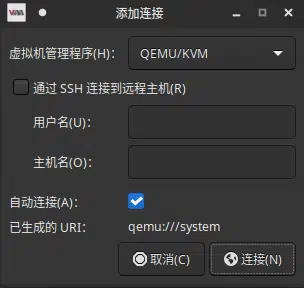 添加连接
虚拟机管理程序(H)： QEMU/KVM
通过 SSH 连接到远程主机(R)
用户名(U)：
主机名(O)：
自动连接(A)：
已生成的 URI： qemu:///system
取消(C) 连接(N)